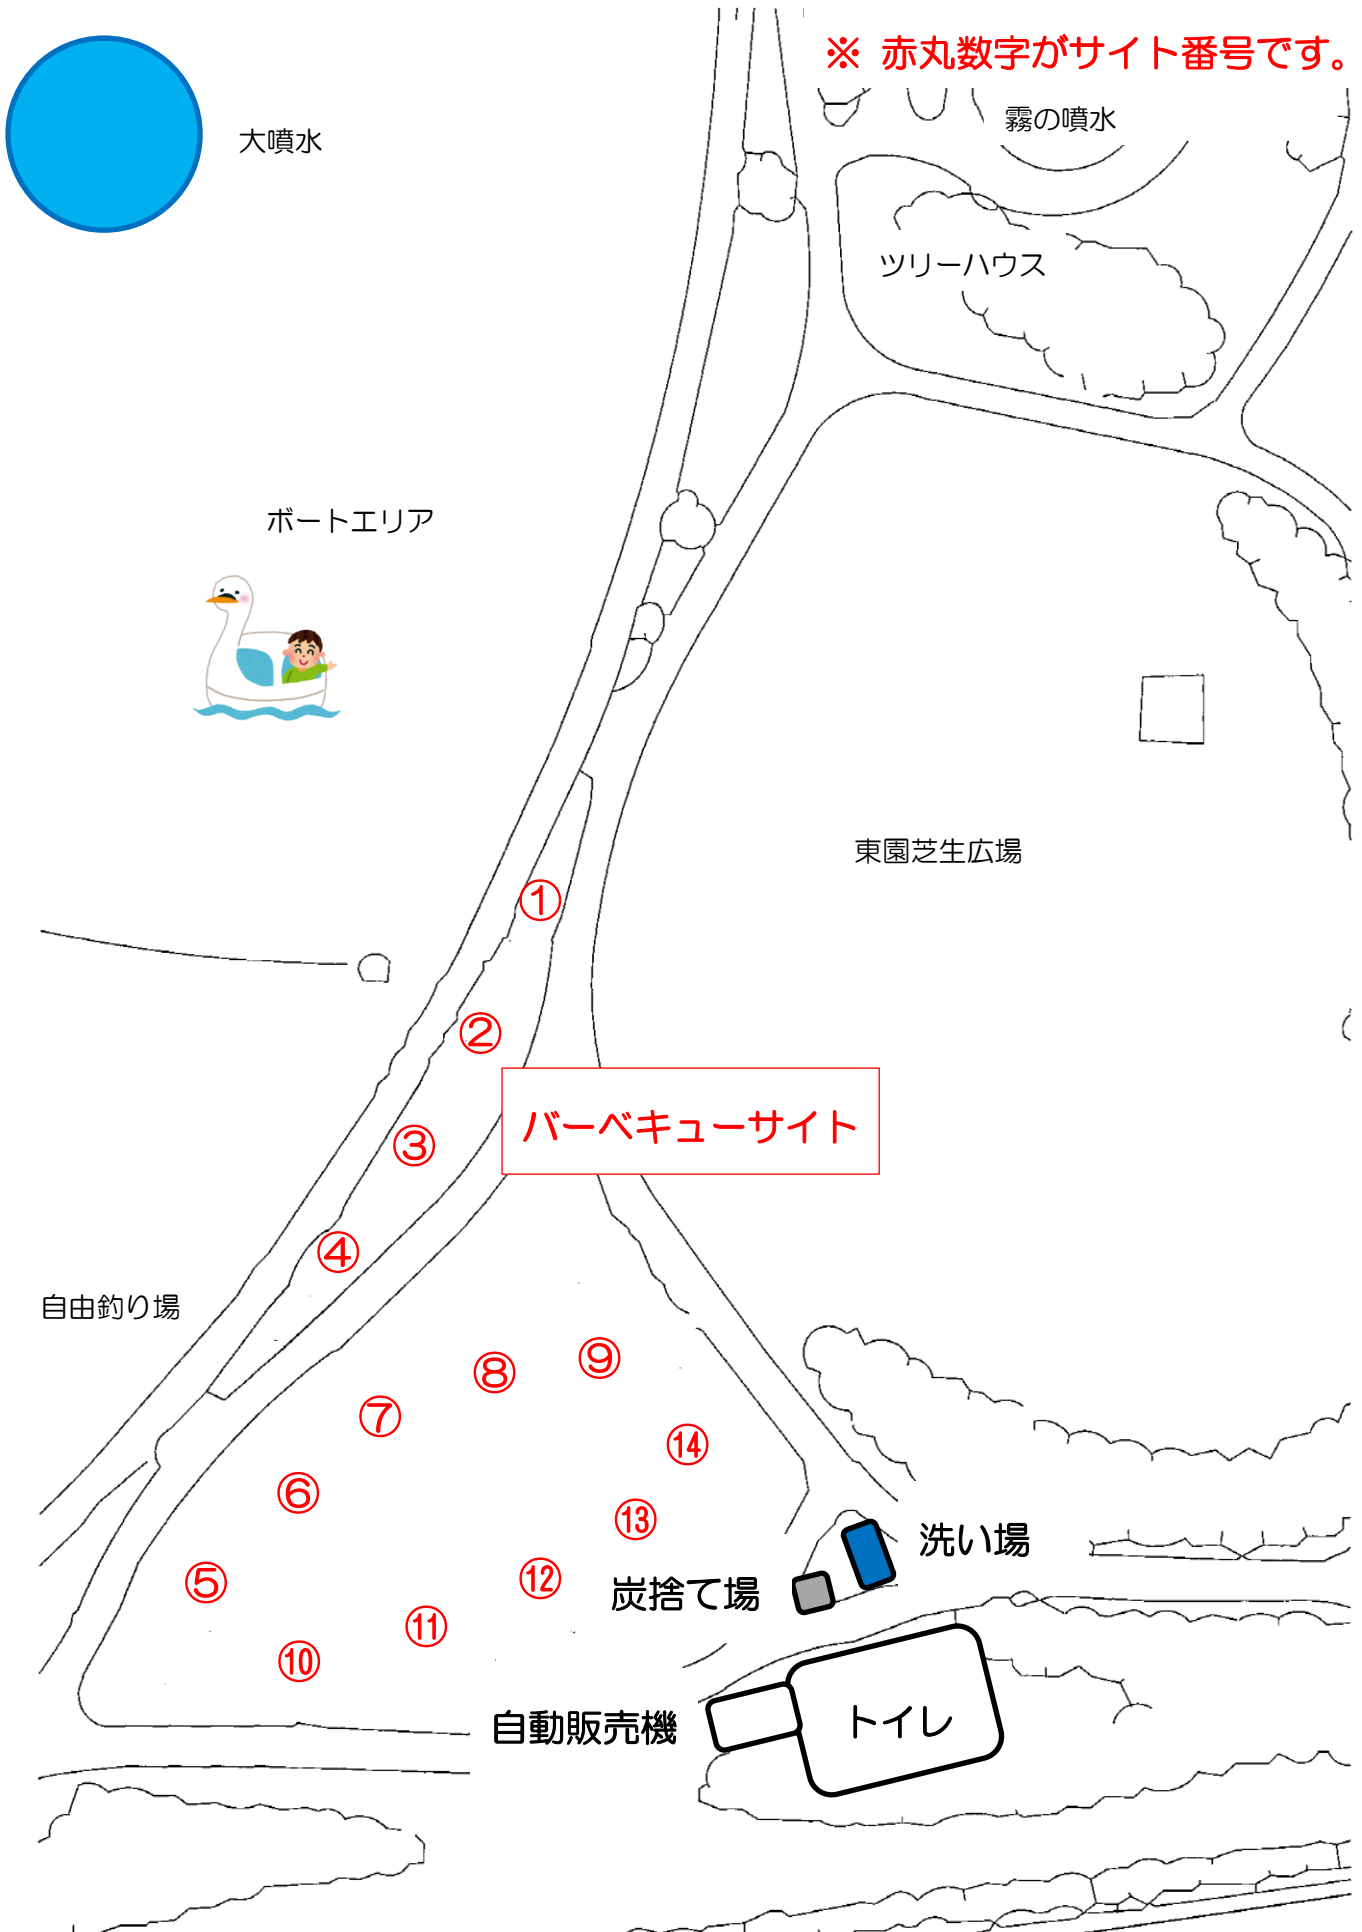 ※ 赤丸数字がサイト番号です。
霧の噴水
大噴水
ツリーハウス
ボートエリア
東園芝生広場
①
②
バーベキューサイト
③
④
自由釣り場
⑨
⑧
⑦
⑭
⑥
⑬
洗い場
⑫
⑤
炭捨て場
⑪
⑩
トイレ
自動販売機